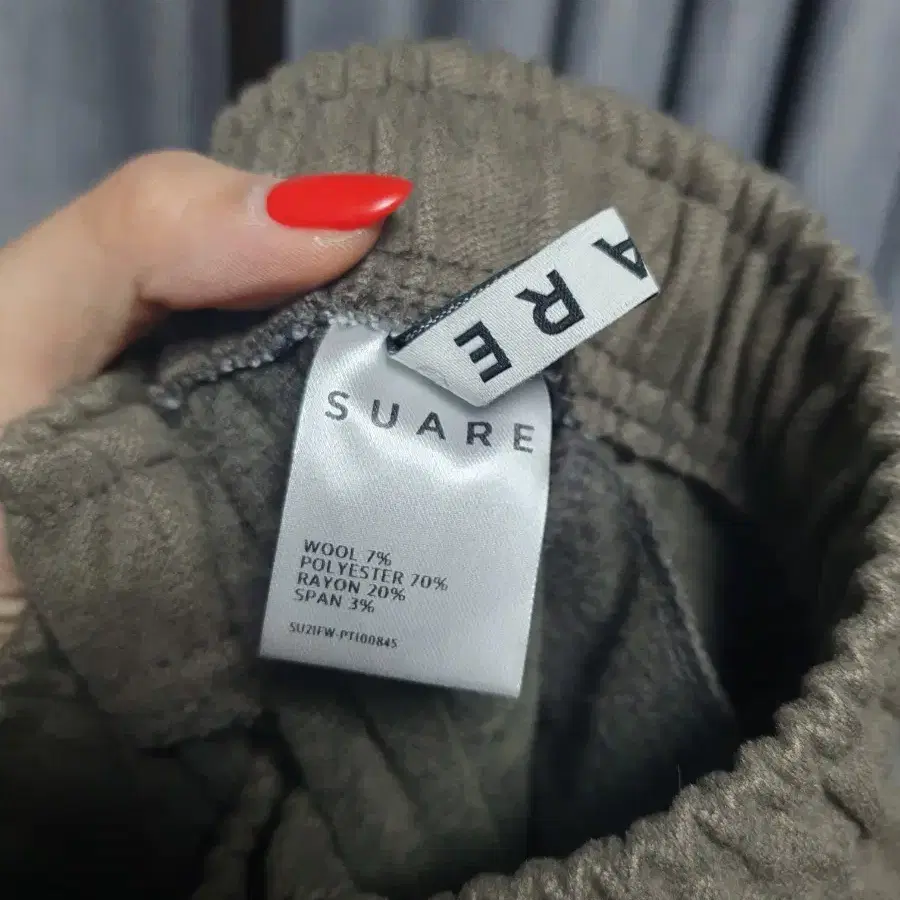 ARE
SUARE
WOOL 7%
POLYESTER 70%
RAYON 20%
SPAN 3%
SU21FW-PT100845